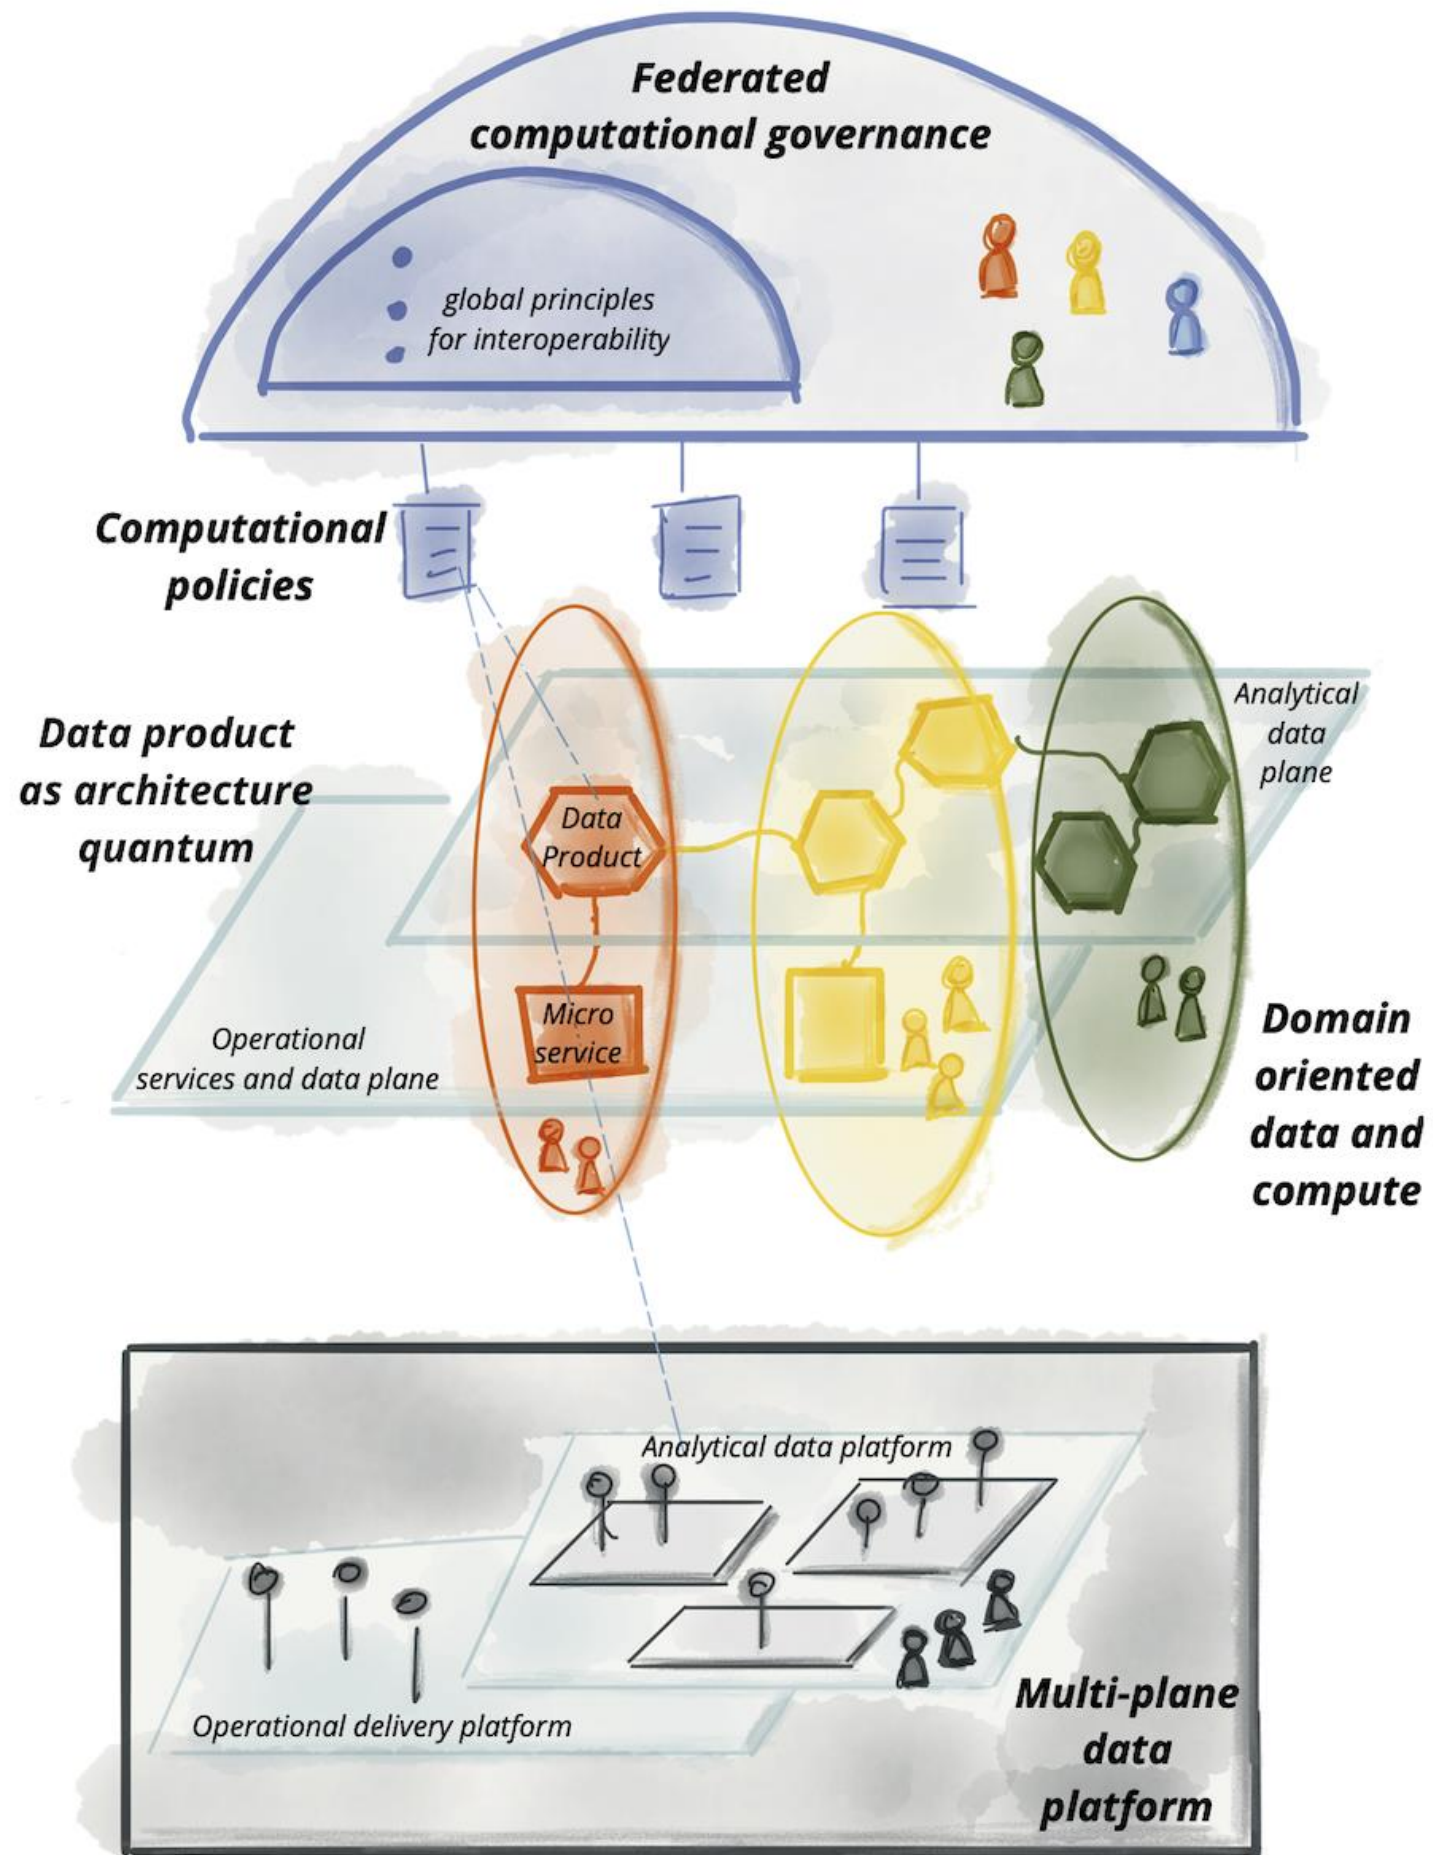 Federated
computational governance
global principles
for interoperability
Computational
policies
Data product
as architecture
quantum
Analytical
data
plane
Data
Product
Micro
service
Operational
services and data plane
Domain
oriented
data and
compute
Analytical data platform
Operational delivery platform
Multi-plane
data
platform